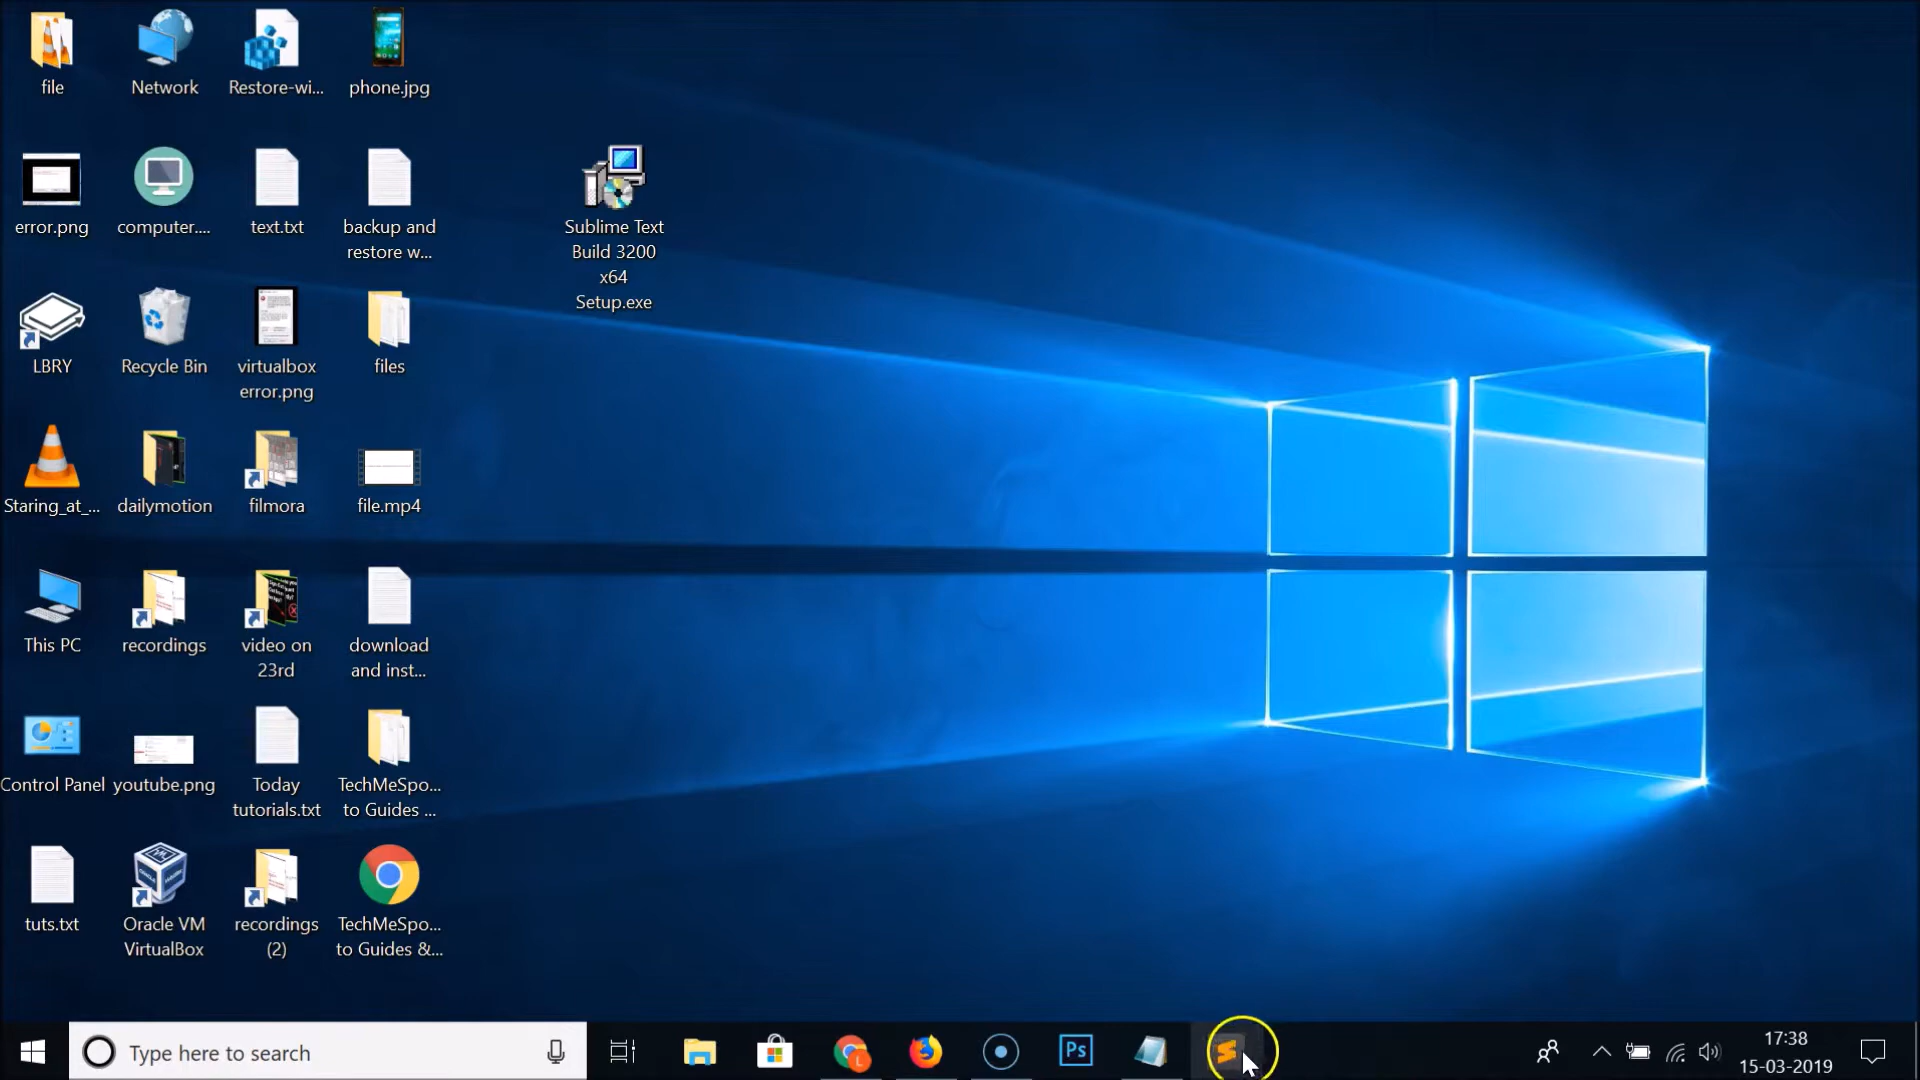 file
Network
Restore-wi...
phone.jpg
error.png
computer....
text.txt
backup and
restore w...
Sublime Text
Build 3200
x64
Setup.exe
LBRY
Recycle Bin
virtualbox
error.png
files
Staring_at_...
dailymotion
filmora
file.mp4
This PC
recordings
video on
23rd
download
and inst...
Control Panel
youtube.png
Today
tutorials.txt
TechMeSpo...
to Guides ...
tuts.txt
Oracle VM
VirtualBox
recordings
(2)
TechMeSpo...
to Guides &...
Type here to search
L
Ps
17:38
15-03-2019